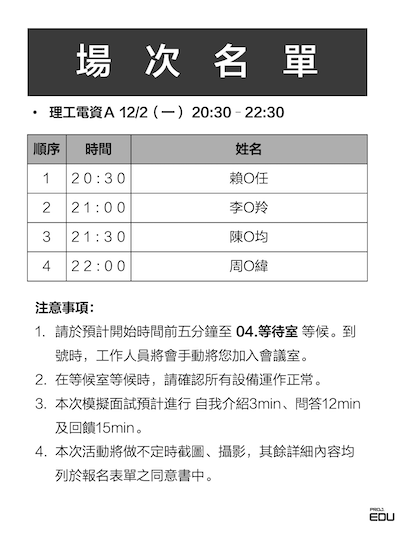 場次名單
• 理工電資A 12/2（一） 20:30–22:30
順序 時間 姓名
1 20:30 賴O任
2 21:00 李O羚
3 21:30 陳O均
4 22:00 周O緯
注意事項:
1. 請於預計開始時間前五分鐘至 04.等待室 等候。到
號時，工作人員將會手動將您加入會議室。
2. 在等候室等候時，請確認所有設備運作正常。
3. 本次模擬面試預計進行 自我介紹3min、問答12min
及回饋15min。
4. 本次活動將做不定時截圖、攝影，其餘詳細內容均
列於報名表單之同意書中。
PROJ.
EDU